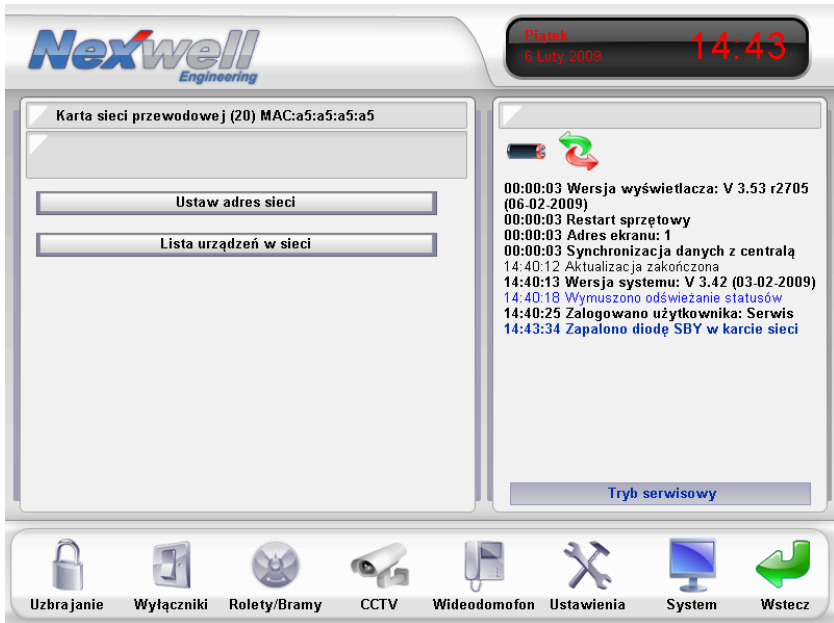 Nexwell
Engineering
Piątek
6 Luty 2009
14:43
Karta sieci przewodowej (20) MAC:a5:a5:a5:a5
Ustaw adres sieci
Lista urządzeń w sieci
00:00:03 Wersja wyświetlacza: V 3.53 r2705
(06-02-2009)
00:00:03 Restart sprzętowy
00:00:03 Adres ekranu: 1
00:00:03 Synchronizacja danych z centralą
14:40:12 Aktualizacja zakończona
14:40:13 Wersja systemu: V 3.42 (03-02-2009)
14:40:18 Wymuszono odświeżanie statusów
14:40:25 Zalogowano użytkownika: Serwis
14:43:34 Zapalono diodę SBY w karcie sieci
Tryb serwisowy
Uzbrajanie
Wyłączniki
Rolety/Bramy
CCTV
Wideodomofon
Ustawienia
System
Wstecz